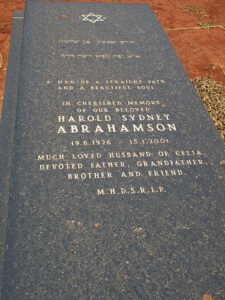 A MAN OF A STRAIGHT PATH
AND A BEAUTIFUL SOUL
IN CHERISHED MEMORY
OF OUR BELOVED
HAROLD SYDNEY
ABRAHAMSON
19.6.1926 15.1.2001
MUCH LOVED HUSBAND OF CELIA,
DEVOTED FATHER, GRANDFATHER,
BROTHER AND FRIEND.
M.H.D.S.R.I.P.